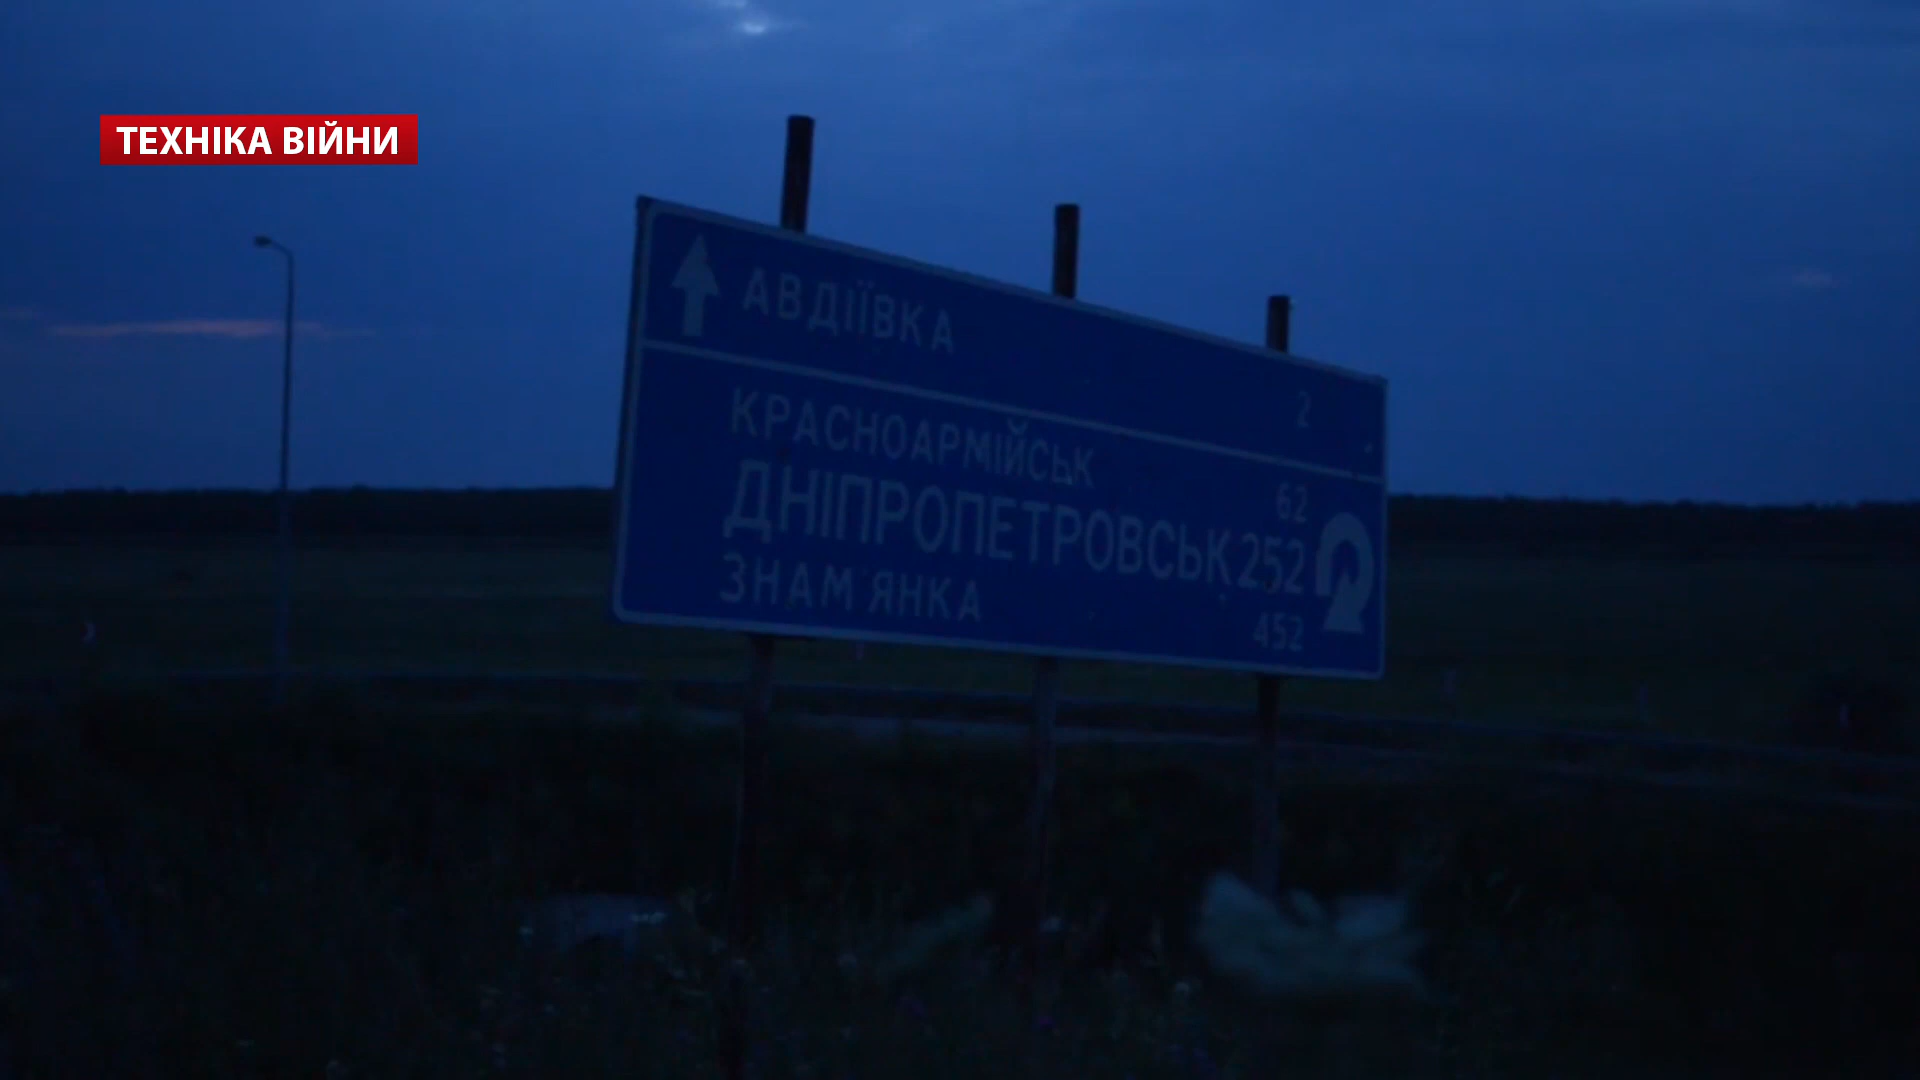 ТЕХНІКА ВІЙНИ
АВДІЇВКА 2
КРАСНОАРМІЙСЬК 62
ДНІПРОПЕТРОВСЬК 252
ЗНАМ'ЯНКА 452